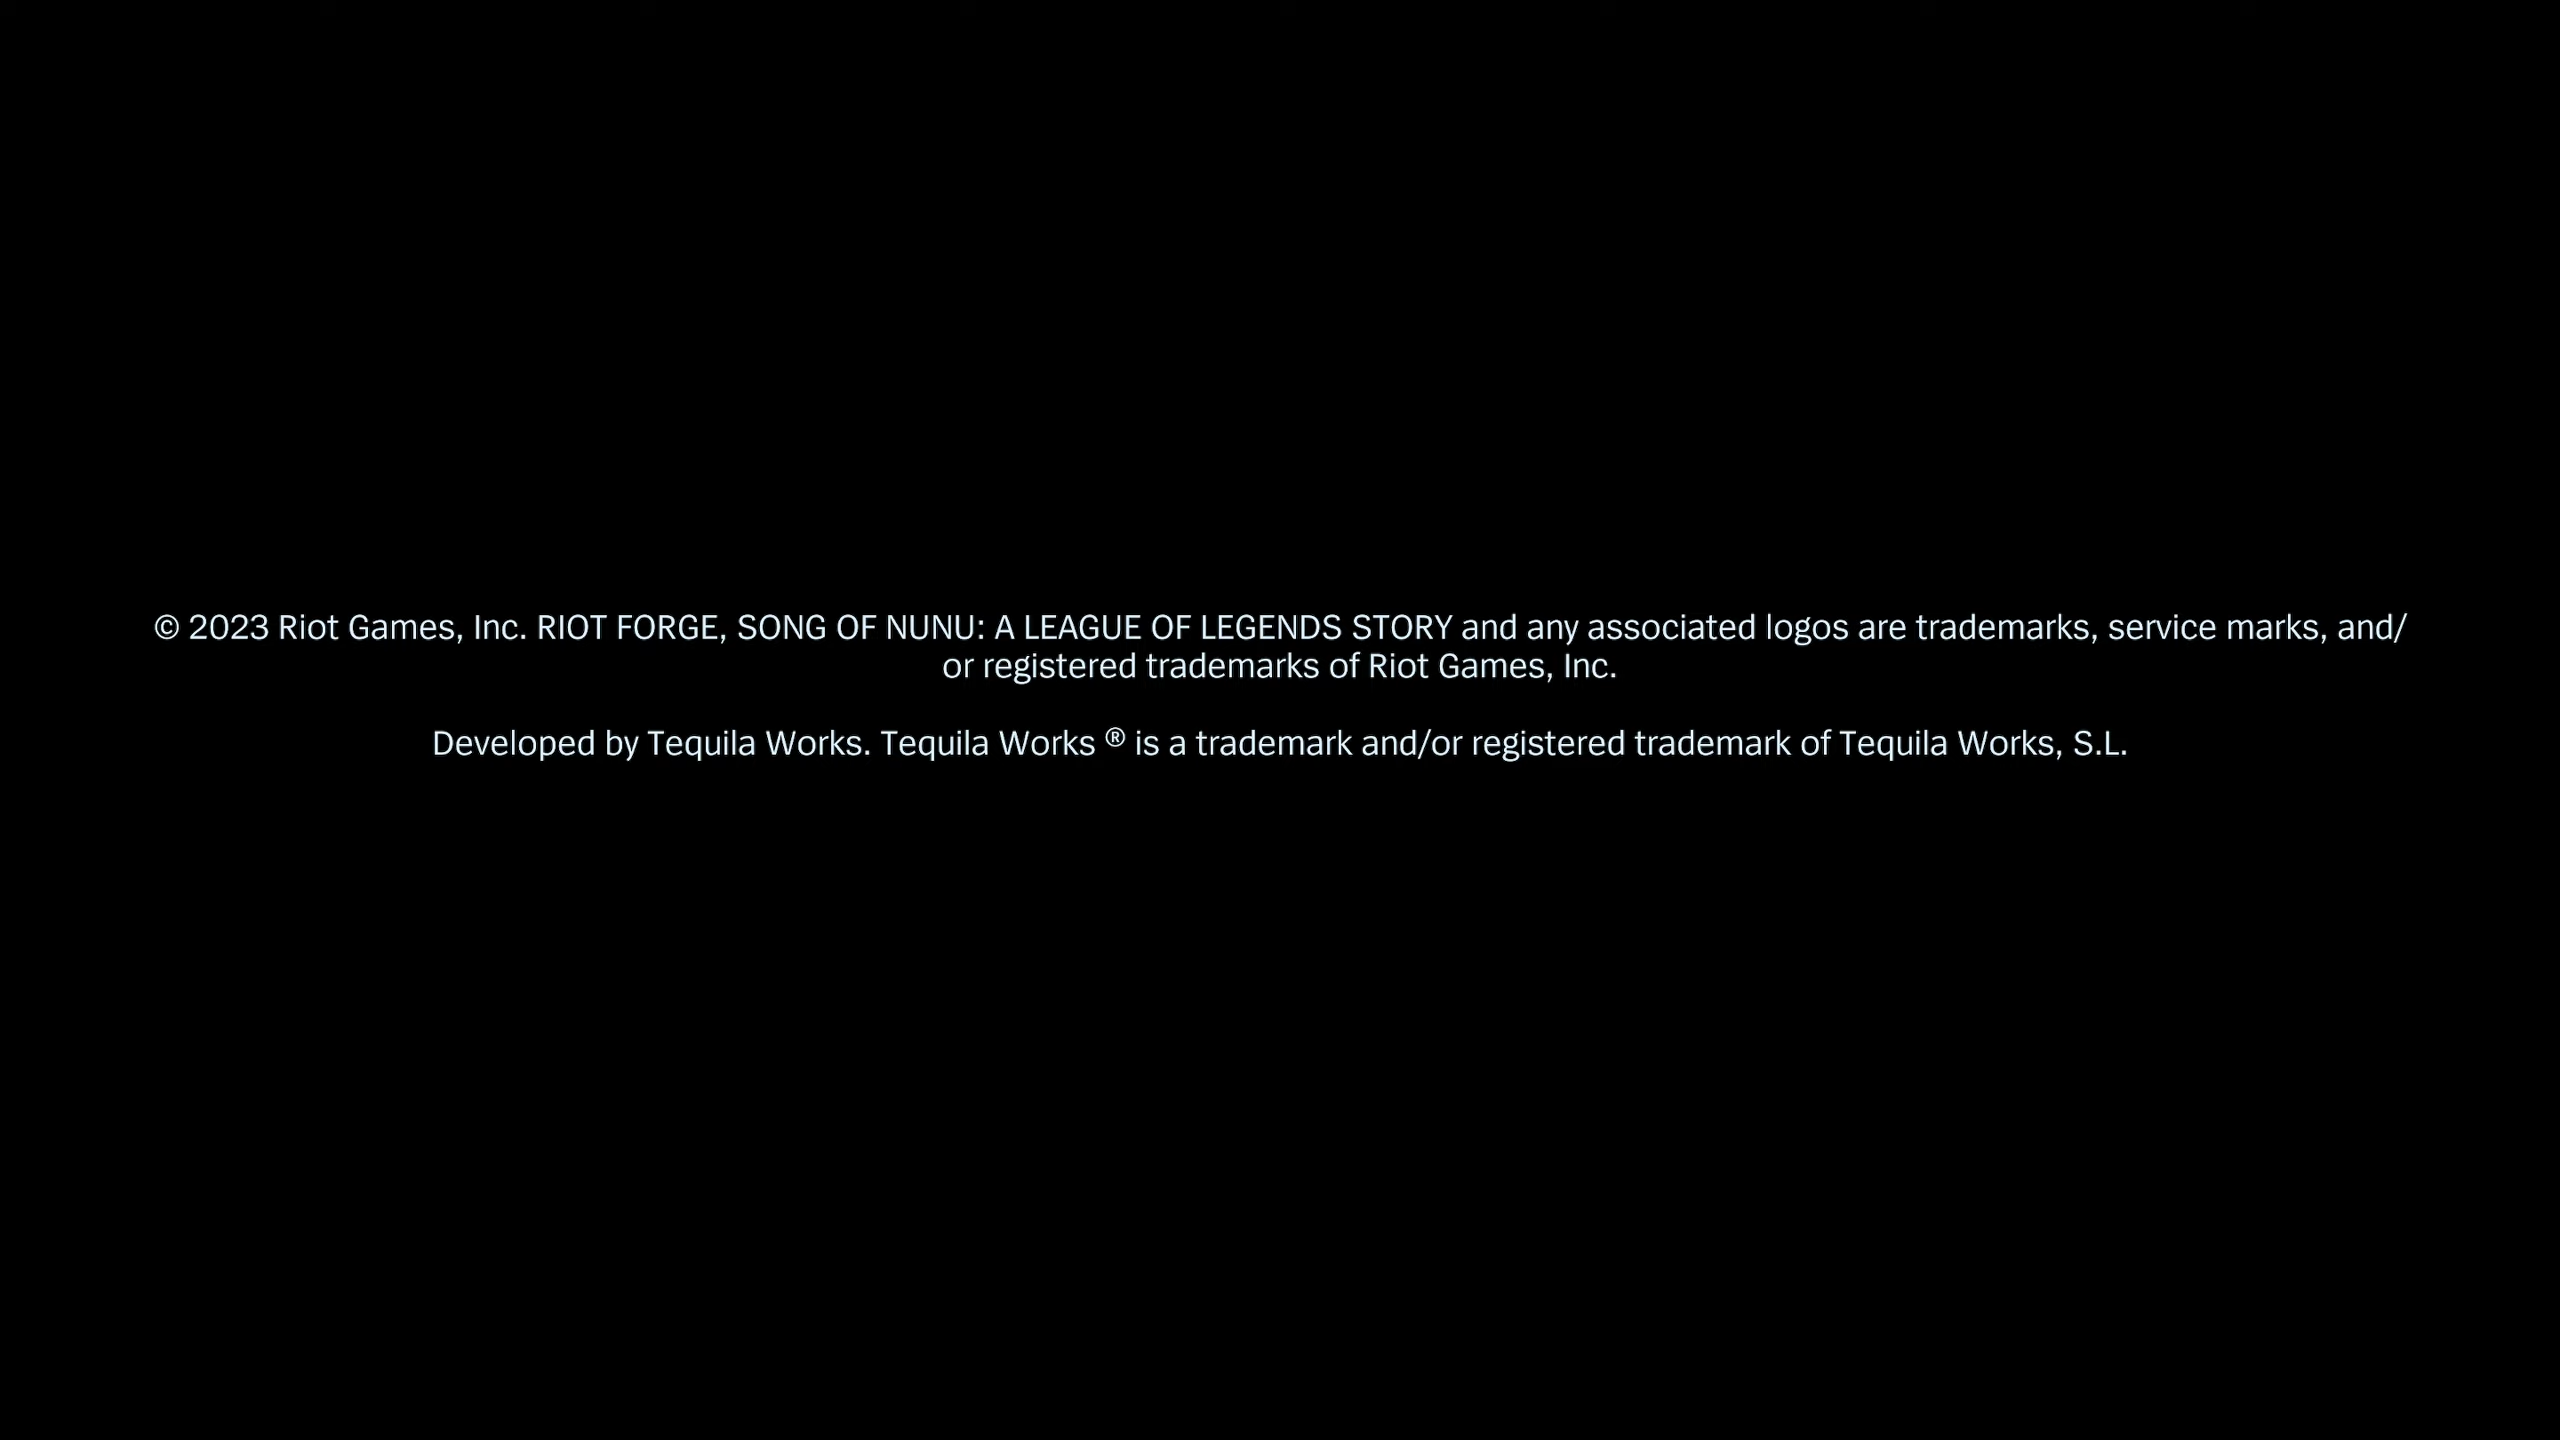 © 2023 Riot Games, Inc. RIOT FORGE, SONG OF NUNU: A LEAGUE OF LEGENDS STORY and any associated logos are trademarks, service marks, and/
or registered trademarks of Riot Games, Inc.
Developed by Tequila Works. Tequila Works ® is a trademark and/or registered trademark of Tequila Works, S.L.